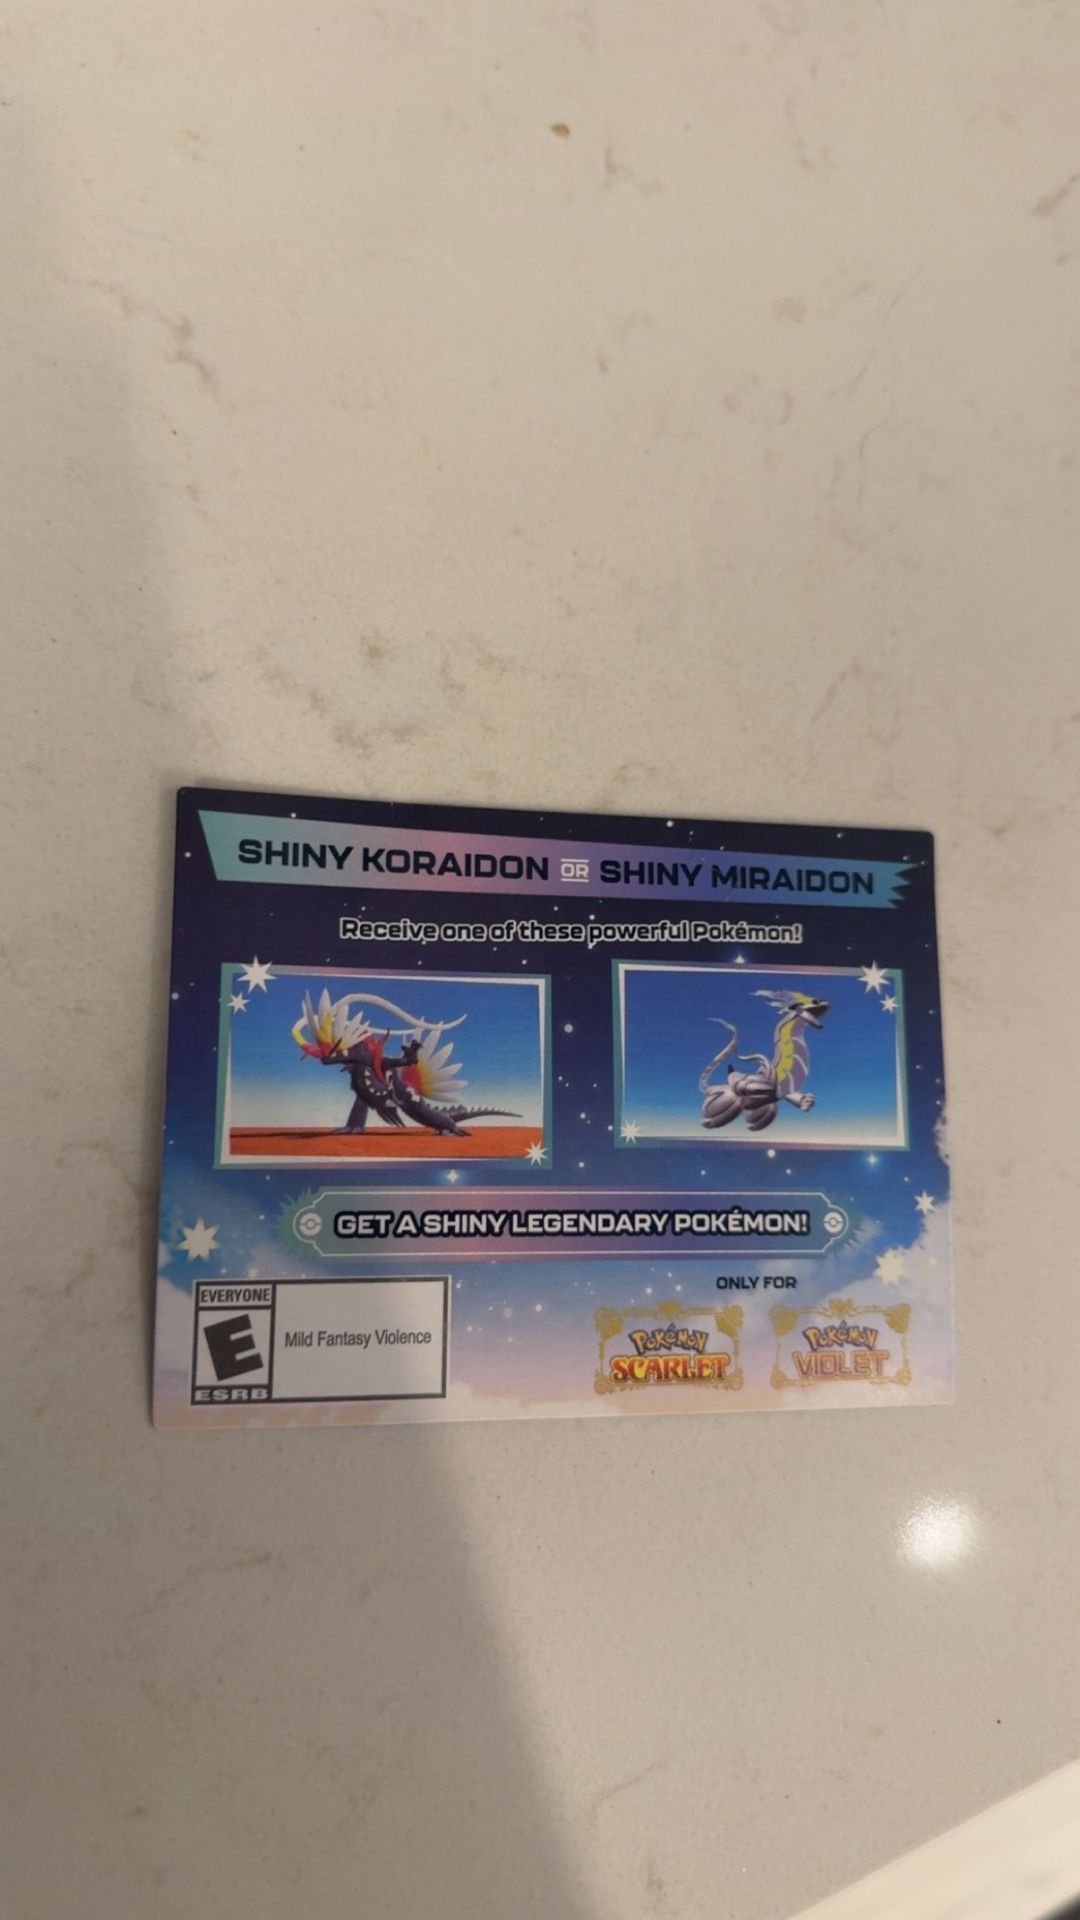 SHINY KORAIDON OR SHINY MIRAIDON
Receive one of these powerful Pokémon!
GET A SHINY LEGENDARY POKÉMON!
EVERYONE
E
ESRB
Mild Fantasy Violence
ONLY FOR
POKÉMON
SCARLET
POKÉMON
VIOLET